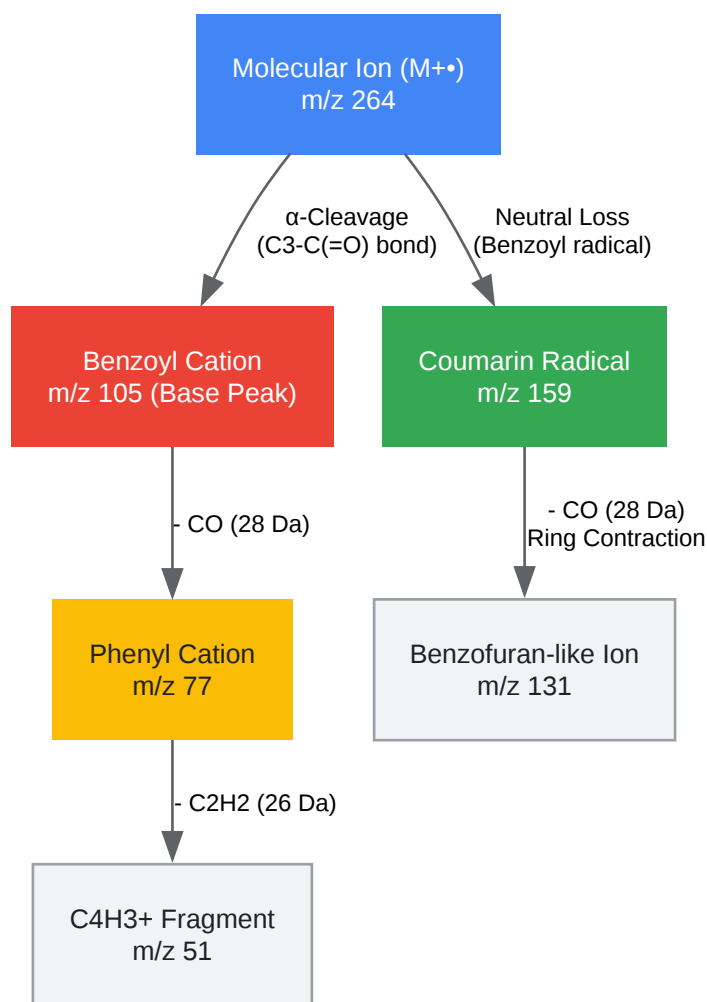 Molecular Ion (M+•)
m/z 264
α-Cleavage
(C3-C(=O) bond)
Neutral Loss
(Benzoyl radical)
Benzoyl Cation
m/z 105 (Base Peak)
Coumarin Radical
m/z 159
- CO (28 Da)
- CO (28 Da)
Ring Contraction
Phenyl Cation
m/z 77
Benzofuran-like Ion
m/z 131
- C2H2 (26 Da)
C4H3+ Fragment
m/z 51